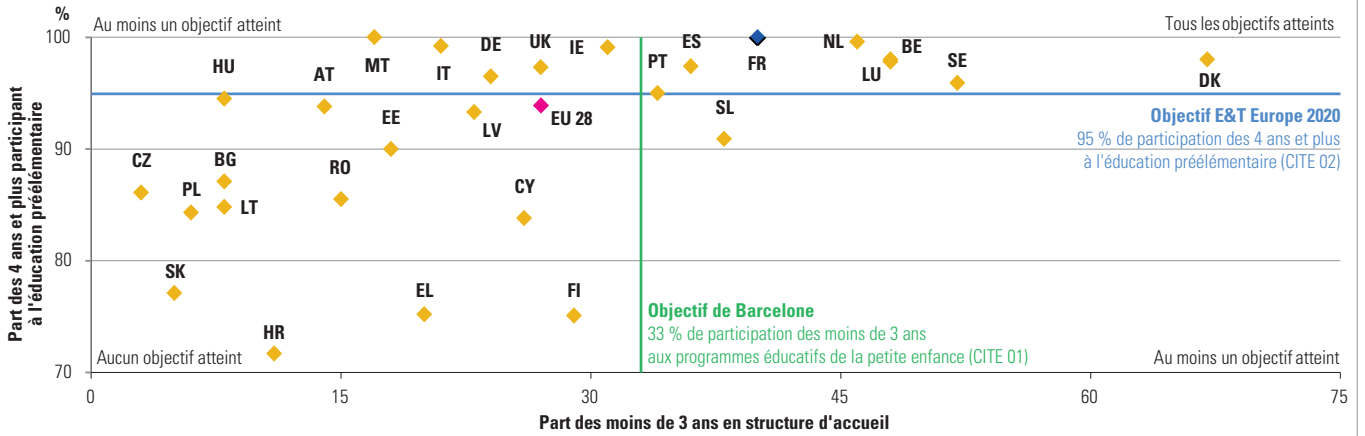 %
Au moins un objectif atteint
Tous les objectifs atteints
100
90
80
70
Part des 4 ans et plus participant
à l'éducation préélémentaire
HU
AT
MT
IT
DE
UK
IE
PT
ES
FR
NL
LU
BE
SE
DK
EE
LV
EU 28
SL
Objectif E&T Europe 2020
95 % de participation des 4 ans et plus
à l'éducation préélémentaire (CITE 02)
CZ
PL
BG
LT
RO
CY
SK
HR
EL
FI
Objectif de Barcelone
33 % de participation des moins de 3 ans
aux programmes éducatifs de la petite enfance (CITE 01)
Aucun objectif atteint
Au moins un objectif atteint
0
15
30
45
60
75
Part des moins de 3 ans en structure d'accueil